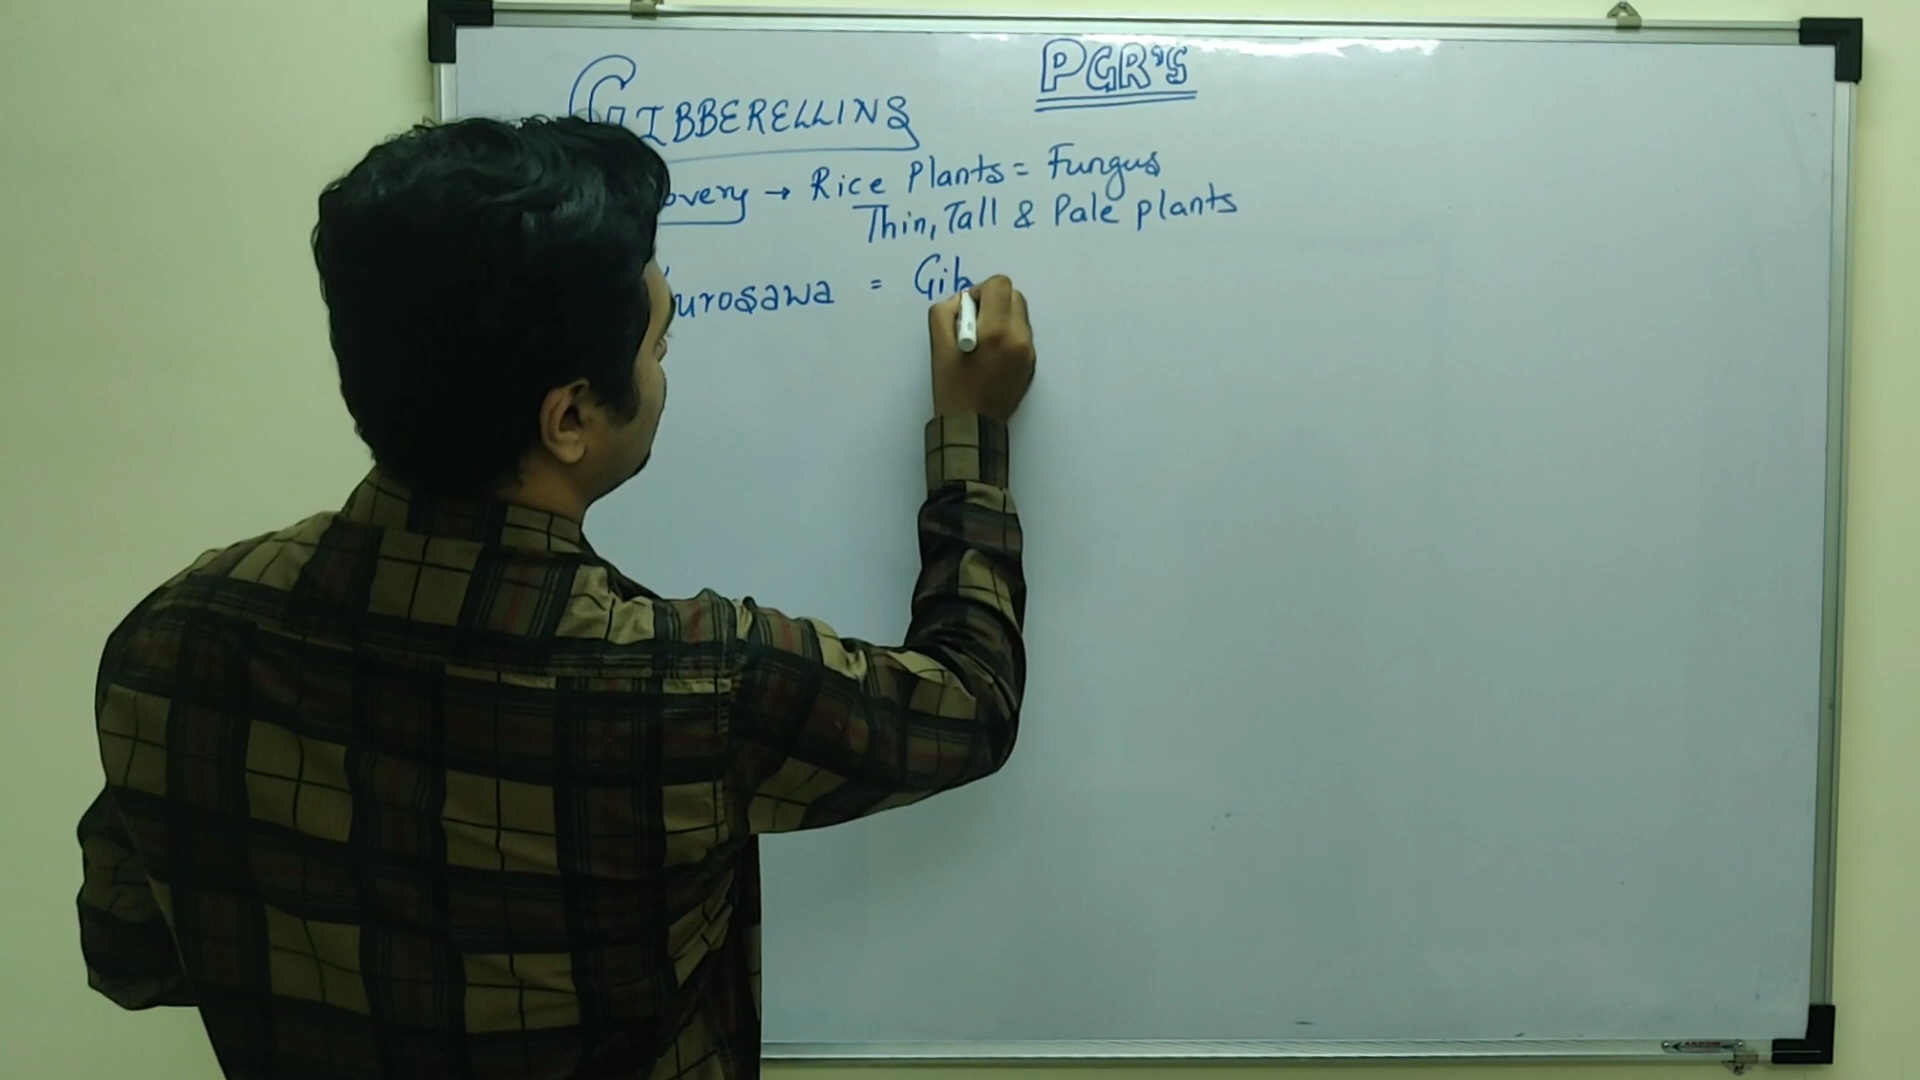 PGR'S
GIBBERELLINS
overy → Rice Plants = Fungus
Thin, Tall & Pale plants
urosawa = Gib